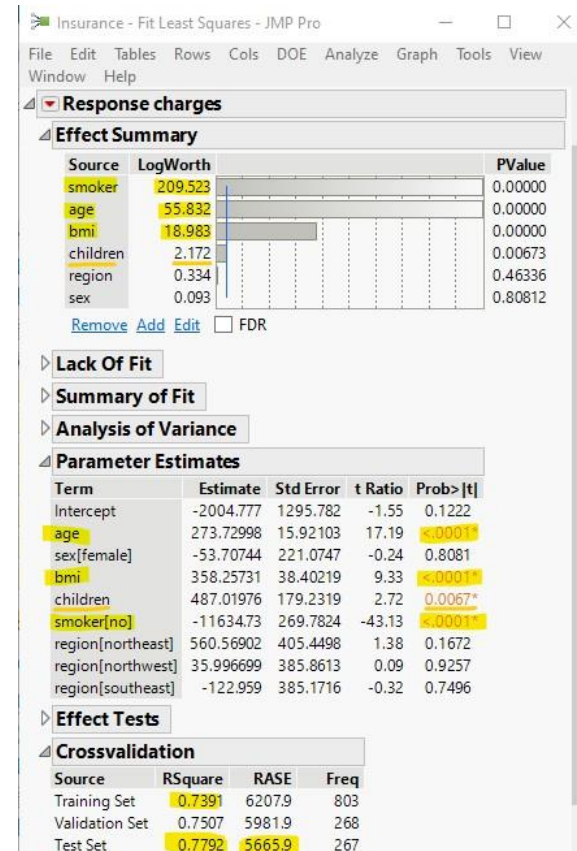 Insurance - Fit Least Squares - JMP Pro
File Edit Tables Rows Cols DOE Analyze Graph Tools View
Window Help
Response charges
Effect Summary
Source LogWorth PValue
smoker 209.523 0.00000
age 55.832 0.00000
bmi 18.983 0.00000
children 2.172 0.00673
region 0.334 0.46336
sex 0.093 0.80812
Remove Add Edit FDR
Lack Of Fit
Summary of Fit
Analysis of Variance
Parameter Estimates
Term Estimate Std Error t Ratio Prob>|t|
Intercept -2004.777 1295.782 -1.55 0.1222
age 273.72998 15.92103 17.19 <.0001*
sex[female] -53.70744 221.0747 -0.24 0.8081
bmi 358.25731 38.40219 9.33 <.0001*
children 487.01976 179.2319 2.72 0.0067*
smoker[no] -11634.73 269.7824 -43.13 <.0001*
region[northeast] 560.56902 405.4498 1.38 0.1672
region[northwest] 35.996699 385.8613 0.09 0.9257
region[southeast] -122.959 385.1716 -0.32 0.7496
Effect Tests
Crossvalidation
Source RSquare RASE Freq
Training Set 0.7391 6207.9 803
Validation Set 0.7507 5981.9 268
Test Set 0.7792 5665.9 267